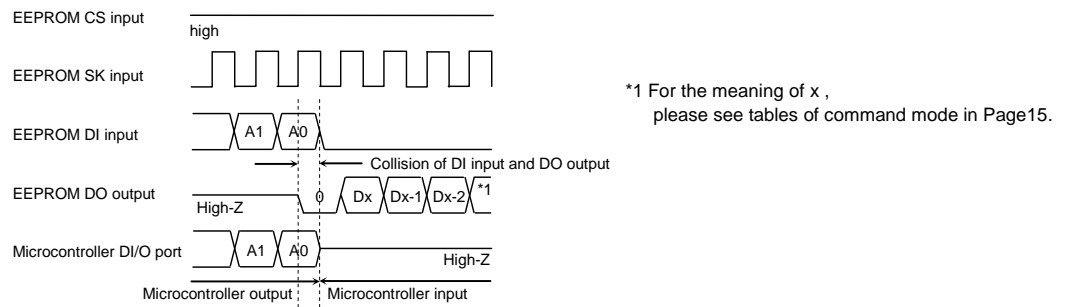 EEPROM CS input
high
EEPROM SK input
*1 For the meaning of x ,
please see tables of command mode in Page15.
EEPROM DI input
A1 A0
Collision of DI input and DO output
EEPROM DO output
High-Z
0 Dx Dx-1 Dx-2 *1
Microcontroller DI/O port
A1 A0
High-Z
Microcontroller output Microcontroller input